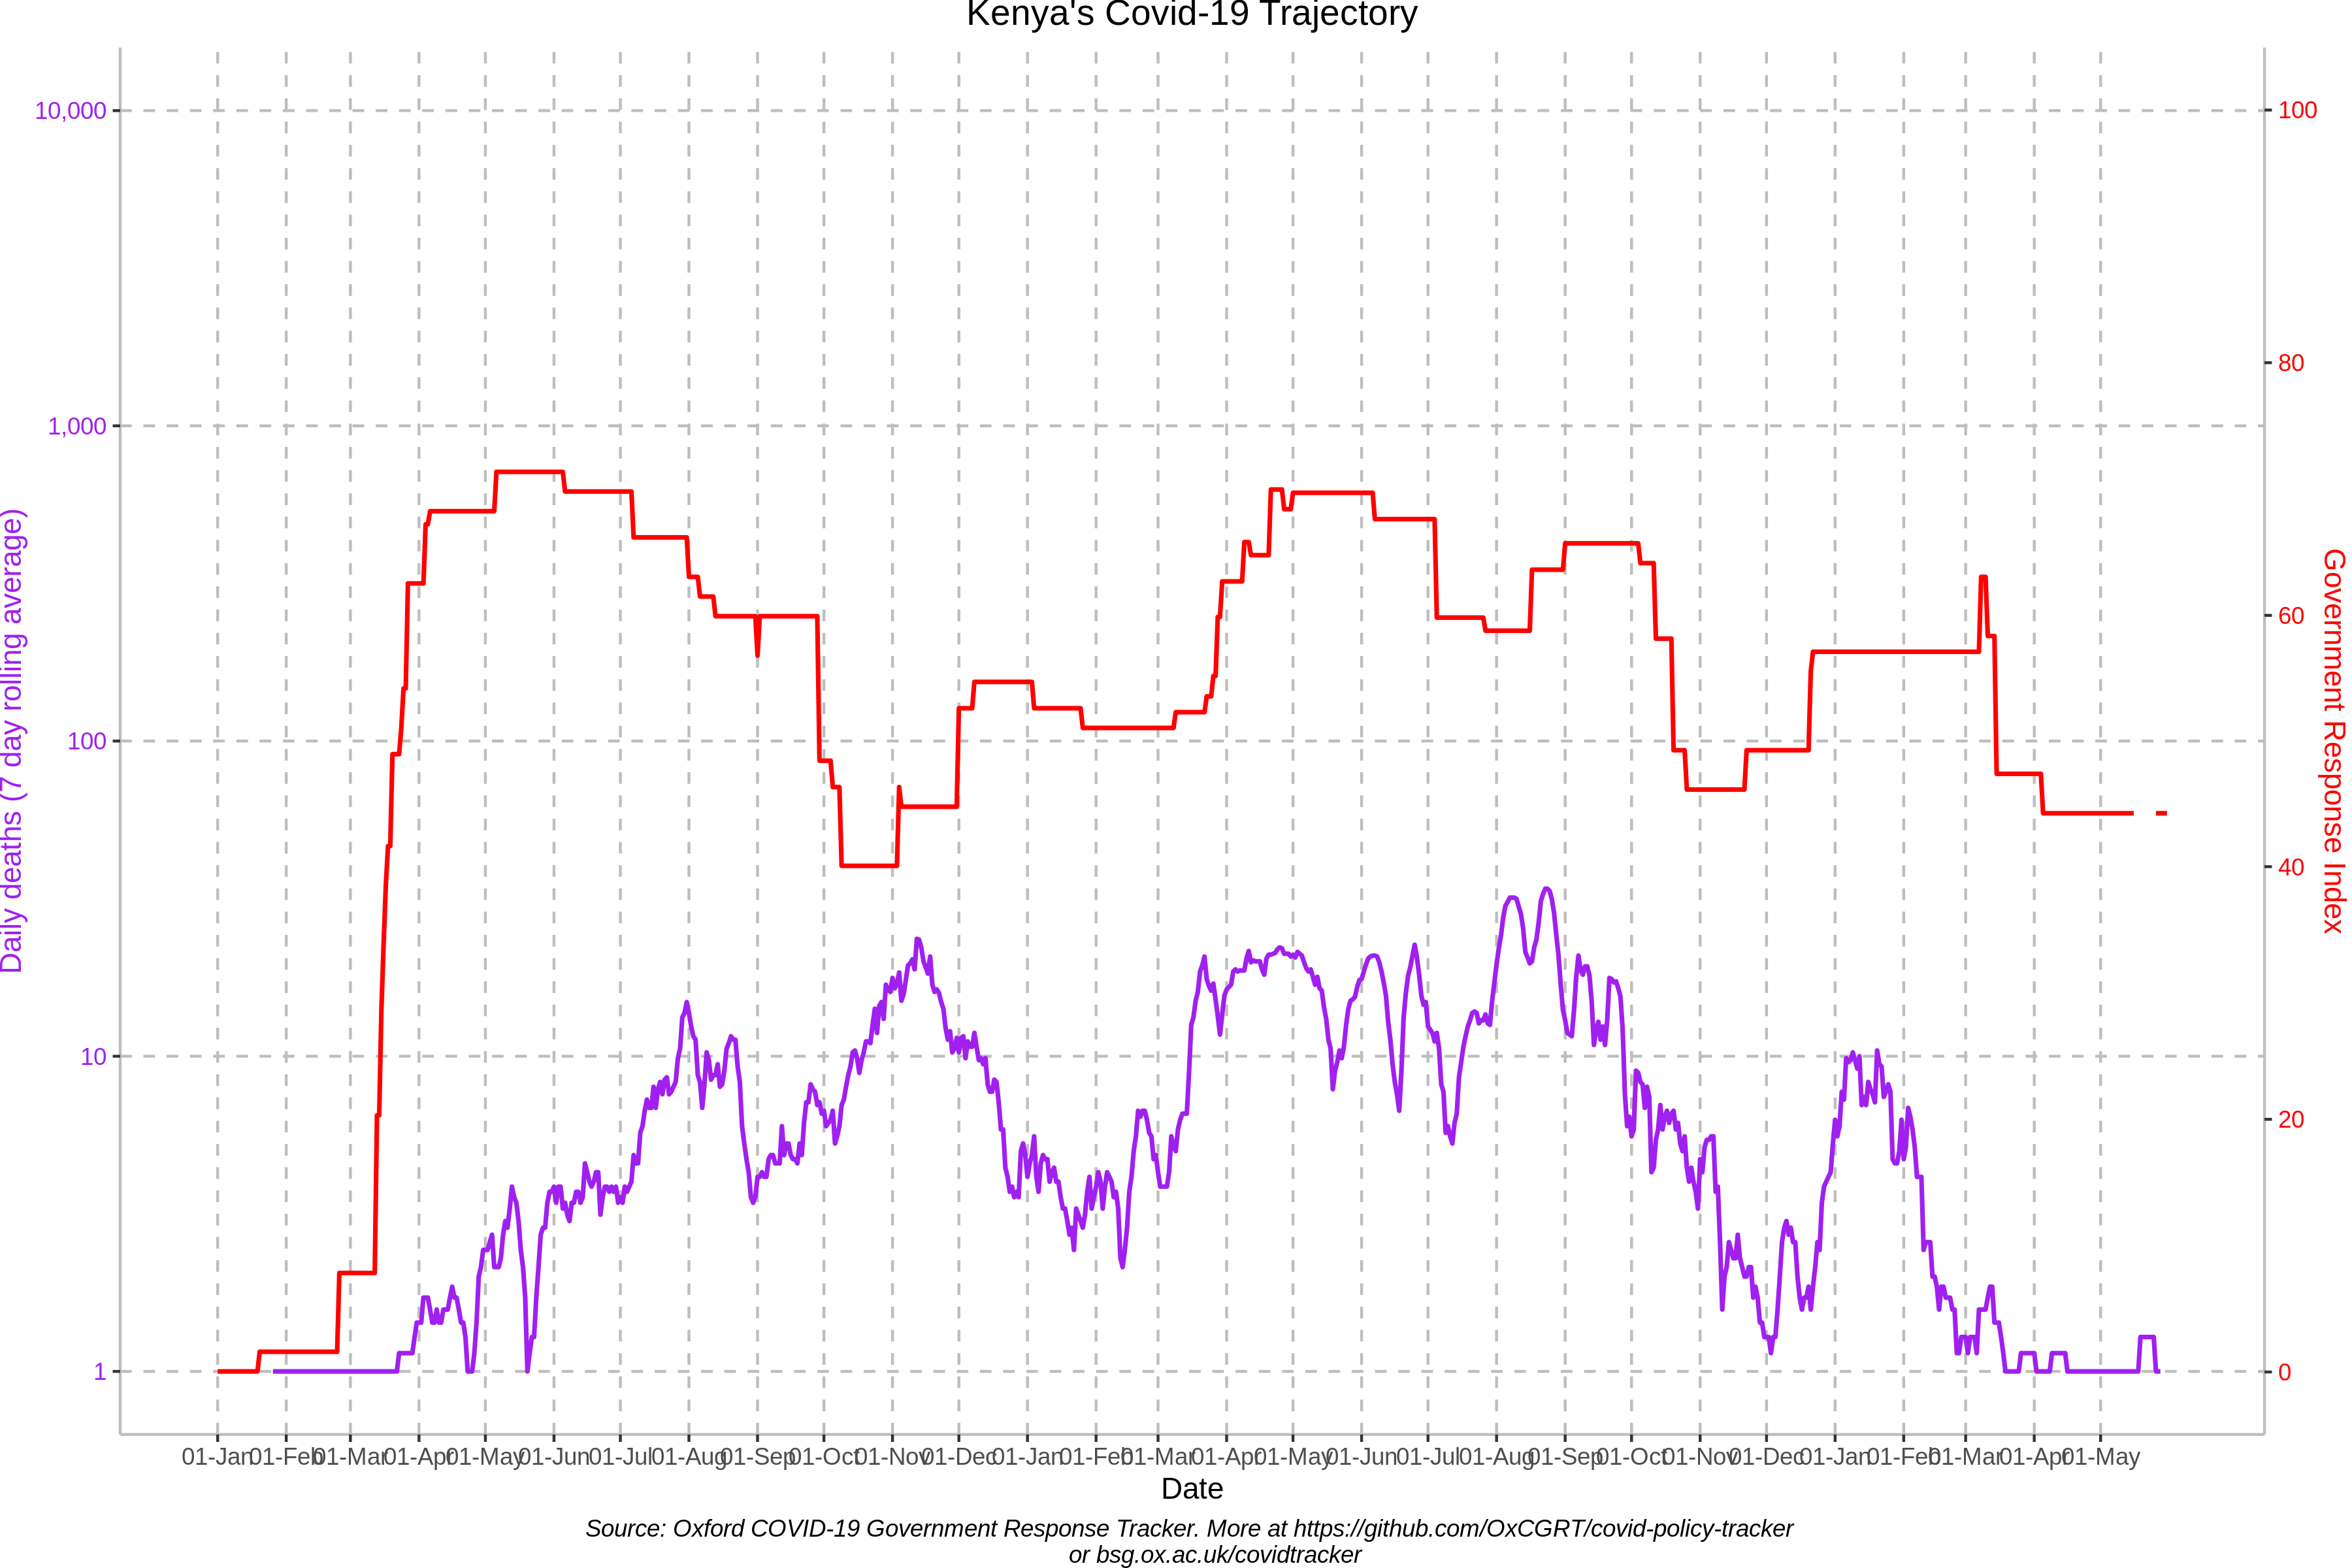 Kenya's Covid-19 Trajectory
10,000
1,000
100
10
1
Daily deaths (7 day rolling average)
100
80
60
40
20
0
Government Response Index
01-Jan 01-Feb 01-Mar 01-Apr 01-May 01-Jun 01-Jul 01-Aug 01-Sep 01-Oct 01-Nov 01-Dec 01-Jan 01-Feb 01-Mar 01-Apr 01-May 01-Jun 01-Jul 01-Aug 01-Sep 01-Oct 01-Nov 01-Dec 01-Jan 01-Feb 01-Mar 01-Apr 01-May
Date
Source: Oxford COVID-19 Government Response Tracker. More at https://github.com/OxCGRT/covid-policy-tracker
or bsg.ox.ac.uk/covidtracker